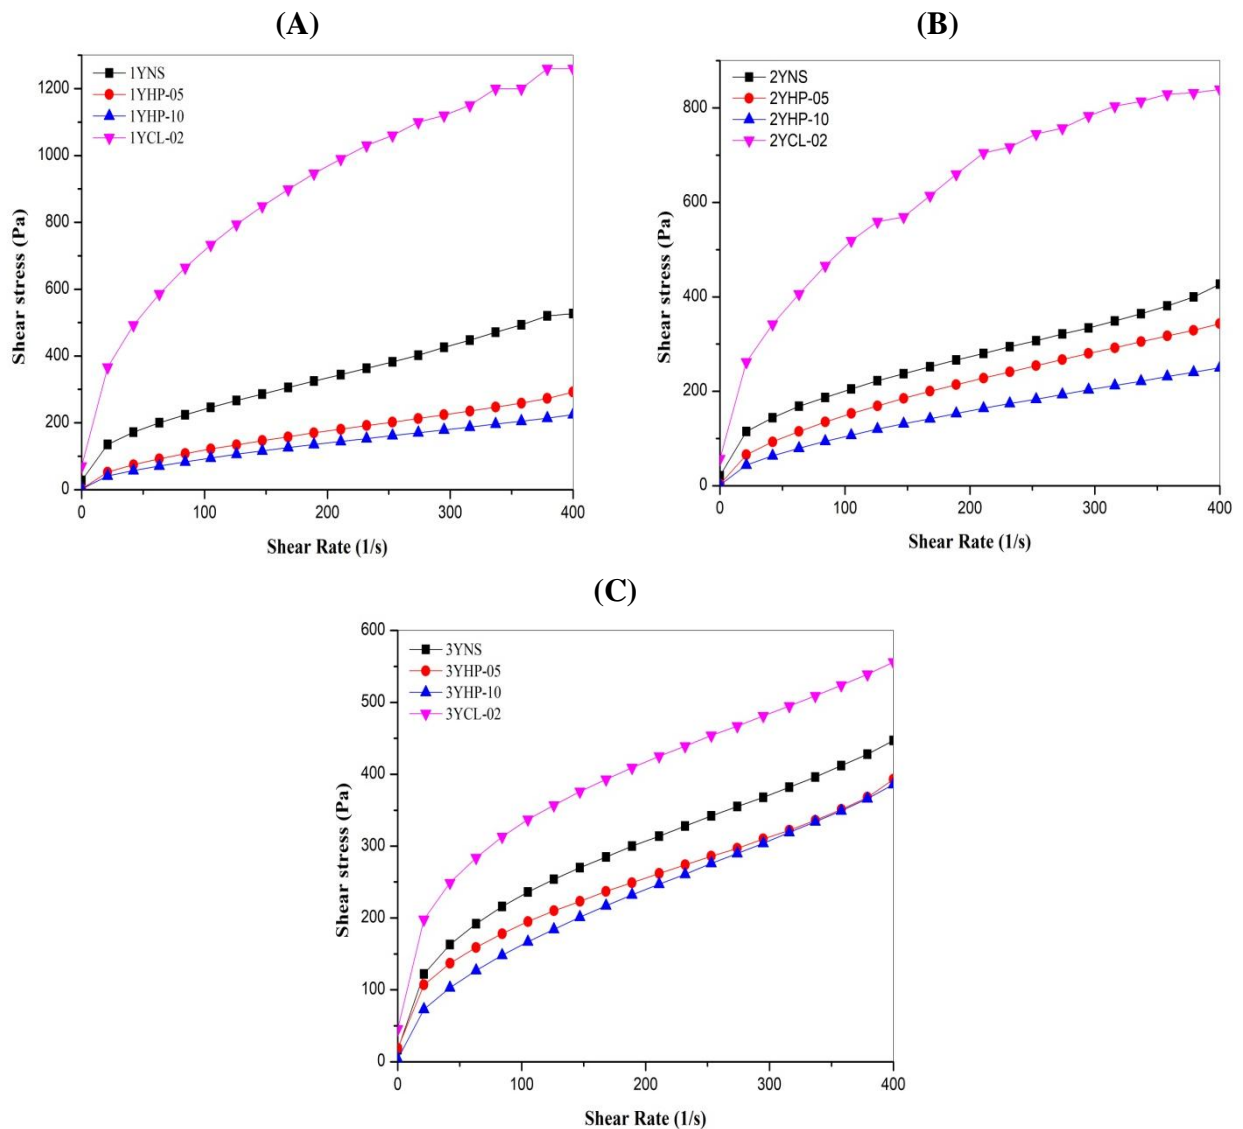 (A)
1YNS
1YHP-05
1YHP-10
1YCL-02
1200
1000
800
600
400
200
0
Shear stress (Pa)
0
100
200
300
400
Shear Rate (1/s)
(B)
2YNS
2YHP-05
2YHP-10
2YCL-02
800
600
400
200
0
Shear stress (Pa)
0
100
200
300
400
Shear Rate (1/s)
(C)
3YNS
3YHP-05
3YHP-10
3YCL-02
600
500
400
300
200
100
0
Shear stress (Pa)
0
100
200
300
400
Shear Rate (1/s)